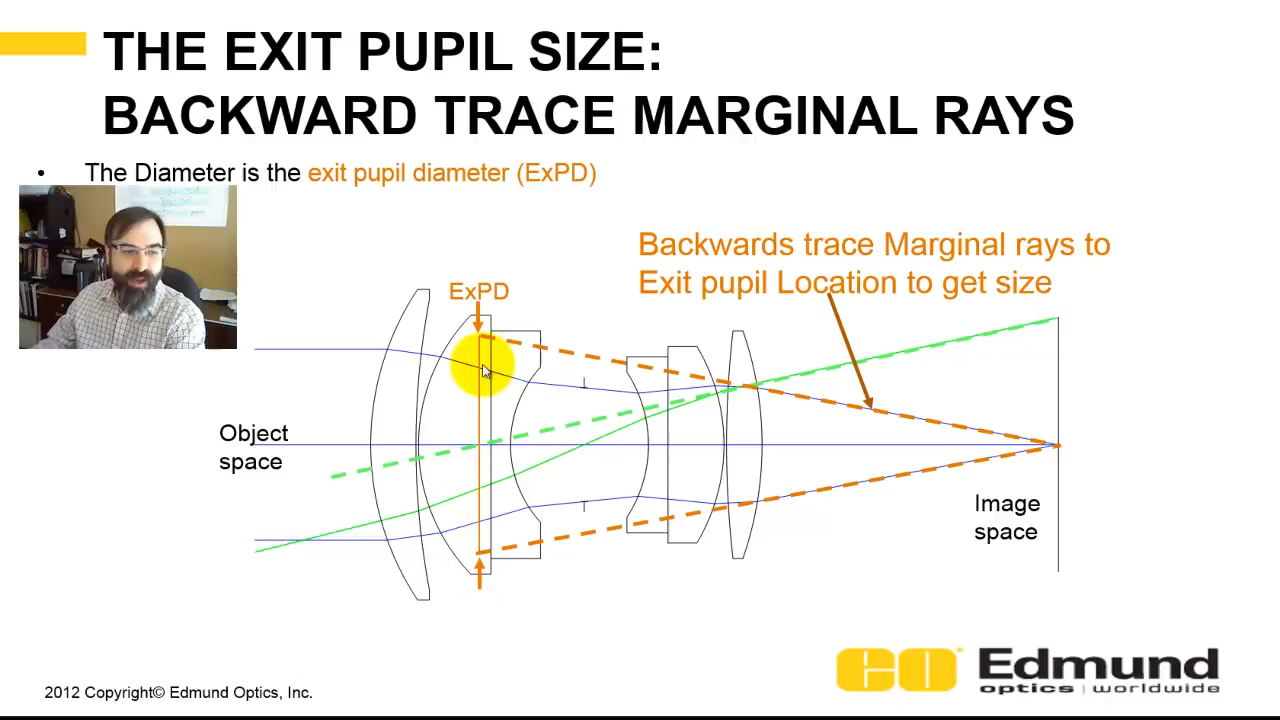 THE EXIT PUPIL SIZE:
BACKWARD TRACE MARGINAL RAYS
• The Diameter is the exit pupil diameter (ExPD)
Backwards trace Marginal rays to
Exit pupil Location to get size
ExPD
Object
space
Image
space
EO Edmund
optics | worldwide
2012 Copyright© Edmund Optics, Inc.